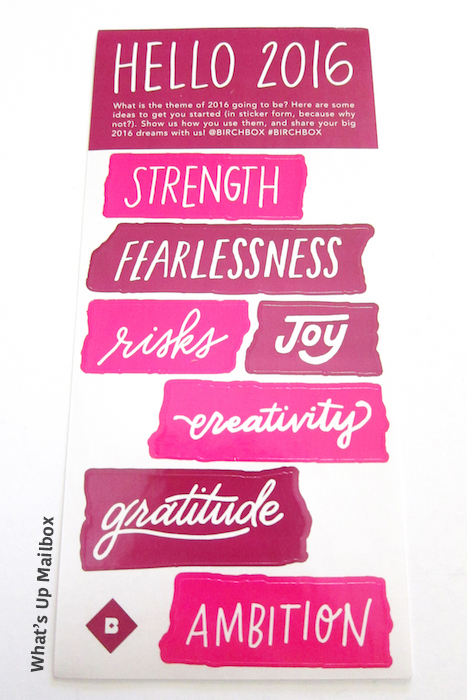 HELLO 2016
What is the theme of 2016 going to be? Here are some
ideas to get you started (in sticker form, because why
not?). Show us how you use them, and share your big
2016 dreams with us! @BIRCHBOX #BIRCHBOX
STRENGTH
FEARLESSNESS
risks
Joy
creativity
gratitude
AMBITION
B
What's Up Mailbox